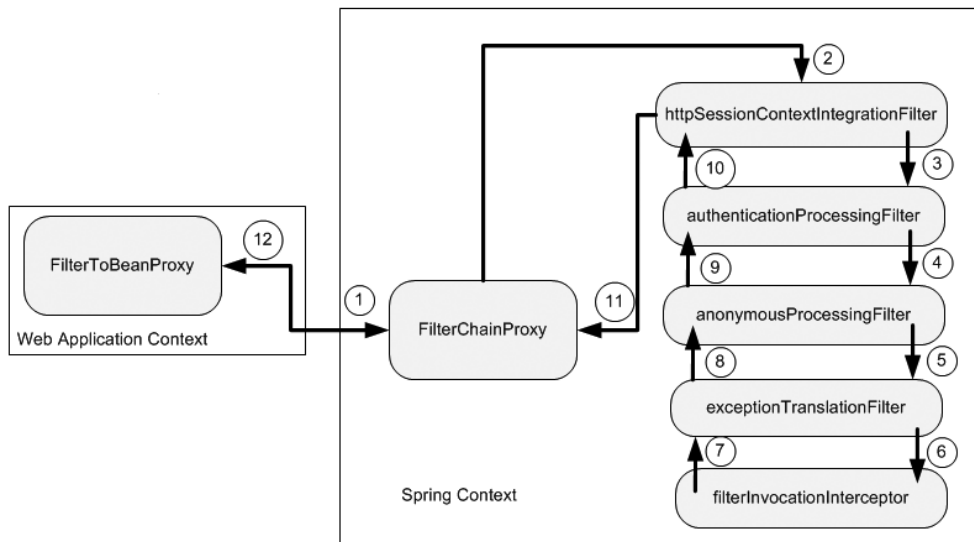 2
httpSessionContextIntegrationFilter
10
3
authenticationProcessingFilter
FilterToBeanProxy
12
9
4
Web Application Context
1
FilterChainProxy
11
anonymousProcessingFilter
8
5
exceptionTranslationFilter
7
6
Spring Context
filterInvocationInterceptor